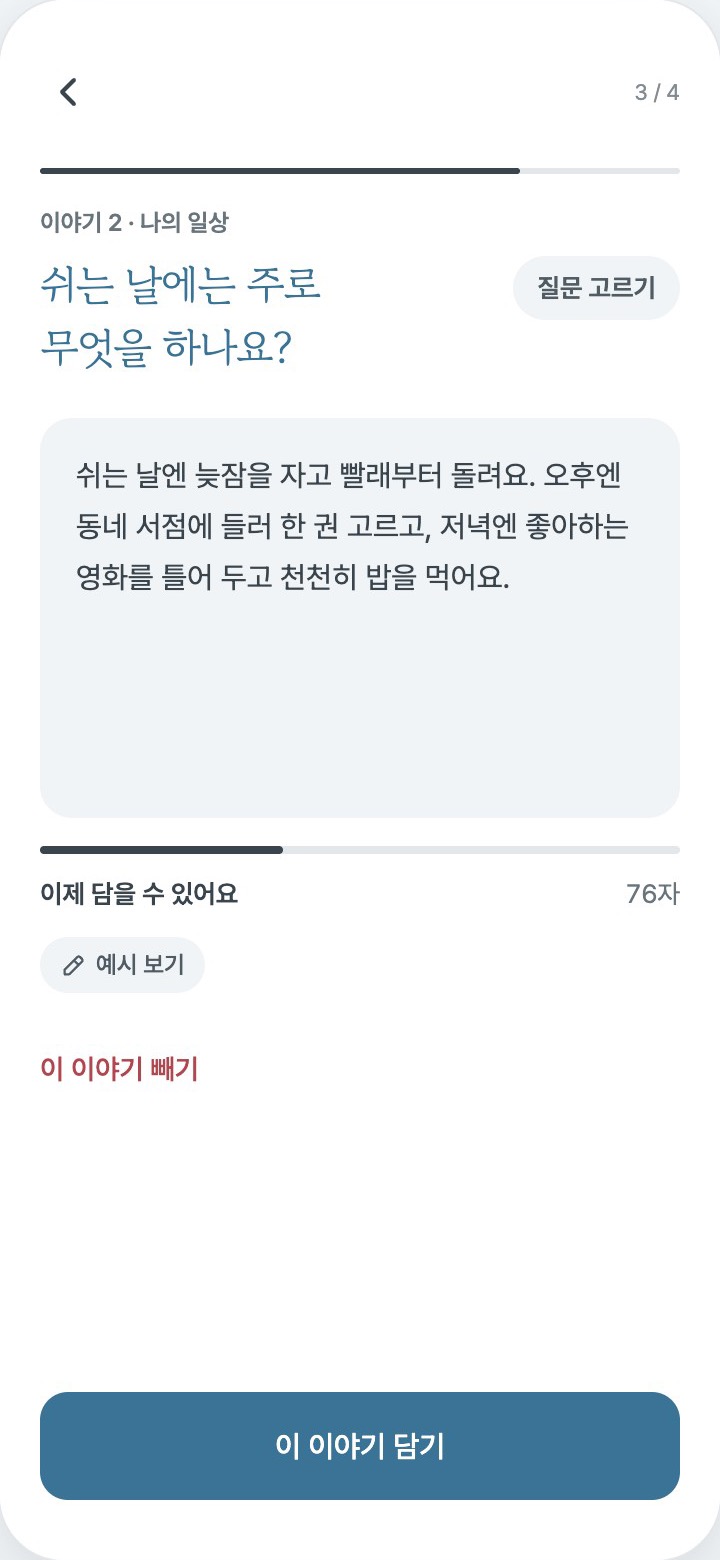 3 / 4
이야기 2 · 나의 일상
쉬는 날에는 주로
무엇을 하나요?
질문 고르기
쉬는 날엔 늦잠을 자고 빨래부터 돌려요. 오후엔
동네 서점에 들러 한 권 고르고, 저녁엔 좋아하는
영화를 틀어 두고 천천히 밥을 먹어요.
이제 담을 수 있어요
76자
예시 보기
이 이야기 빼기
이 이야기 담기